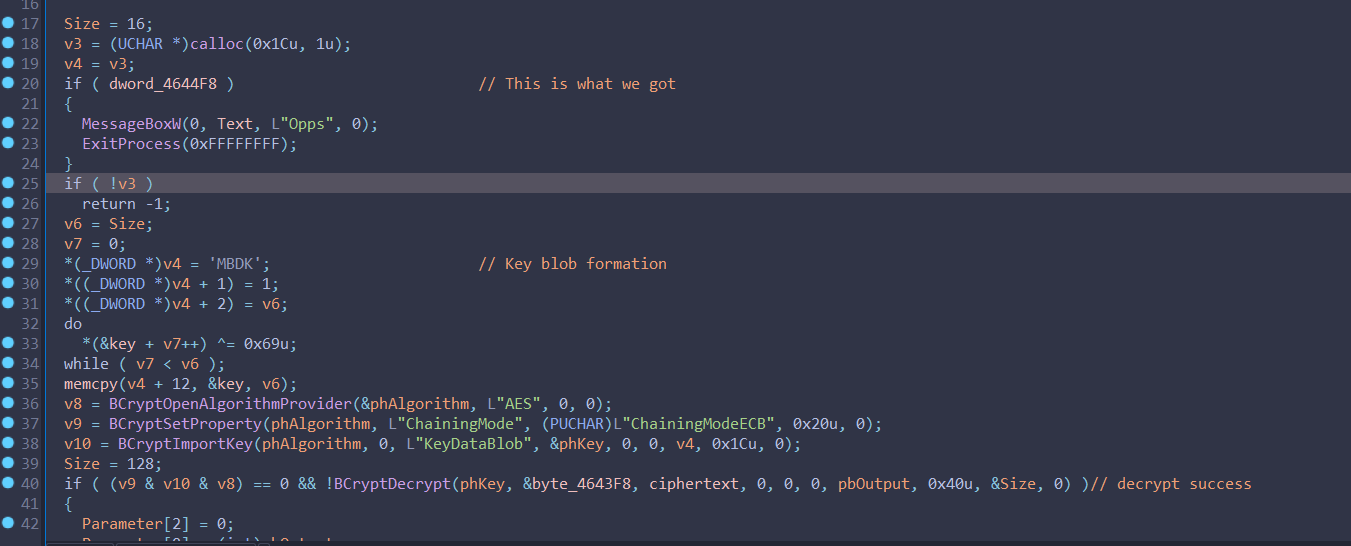 16
17 Size = 16;
18 v3 = (UCHAR *)calloc(0x1Cu, 1u);
19 v4 = v3;
20 if ( dword_4644F8 ) // This is what we got
21 {
22 MessageBoxW(0, Text, L"Opps", 0);
23 ExitProcess(0xFFFFFFFF);
24 }
25 if ( !v3 )
26 return -1;
27 v6 = Size;
28 v7 = 0;
29 *(_DWORD *)v4 = 'MBDK'; // Key blob formation
30 *((_DWORD *)v4 + 1) = 1;
31 *((_DWORD *)v4 + 2) = v6;
32 do
33 *(&key + v7++) ^= 0x69u;
34 while ( v7 < v6 );
35 memcpy(v4 + 12, &key, v6);
36 v8 = BCryptOpenAlgorithmProvider(&phAlgorithm, L"AES", 0, 0);
37 v9 = BCryptSetProperty(phAlgorithm, L"ChainingMode", (PUCHAR)L"ChainingModeECB", 0x20u, 0);
38 v10 = BCryptImportKey(phAlgorithm, 0, L"KeyDataBlob", &phKey, 0, 0, v4, 0x1Cu, 0);
39 Size = 128;
40 if ( (v9 & v10 & v8) == 0 && !BCryptDecrypt(phKey, &byte_4643F8, ciphertext, 0, 0, 0, pbOutput, 0x40u, &Size, 0) )// decrypt success
41 {
42 Parameter[2] = 0;